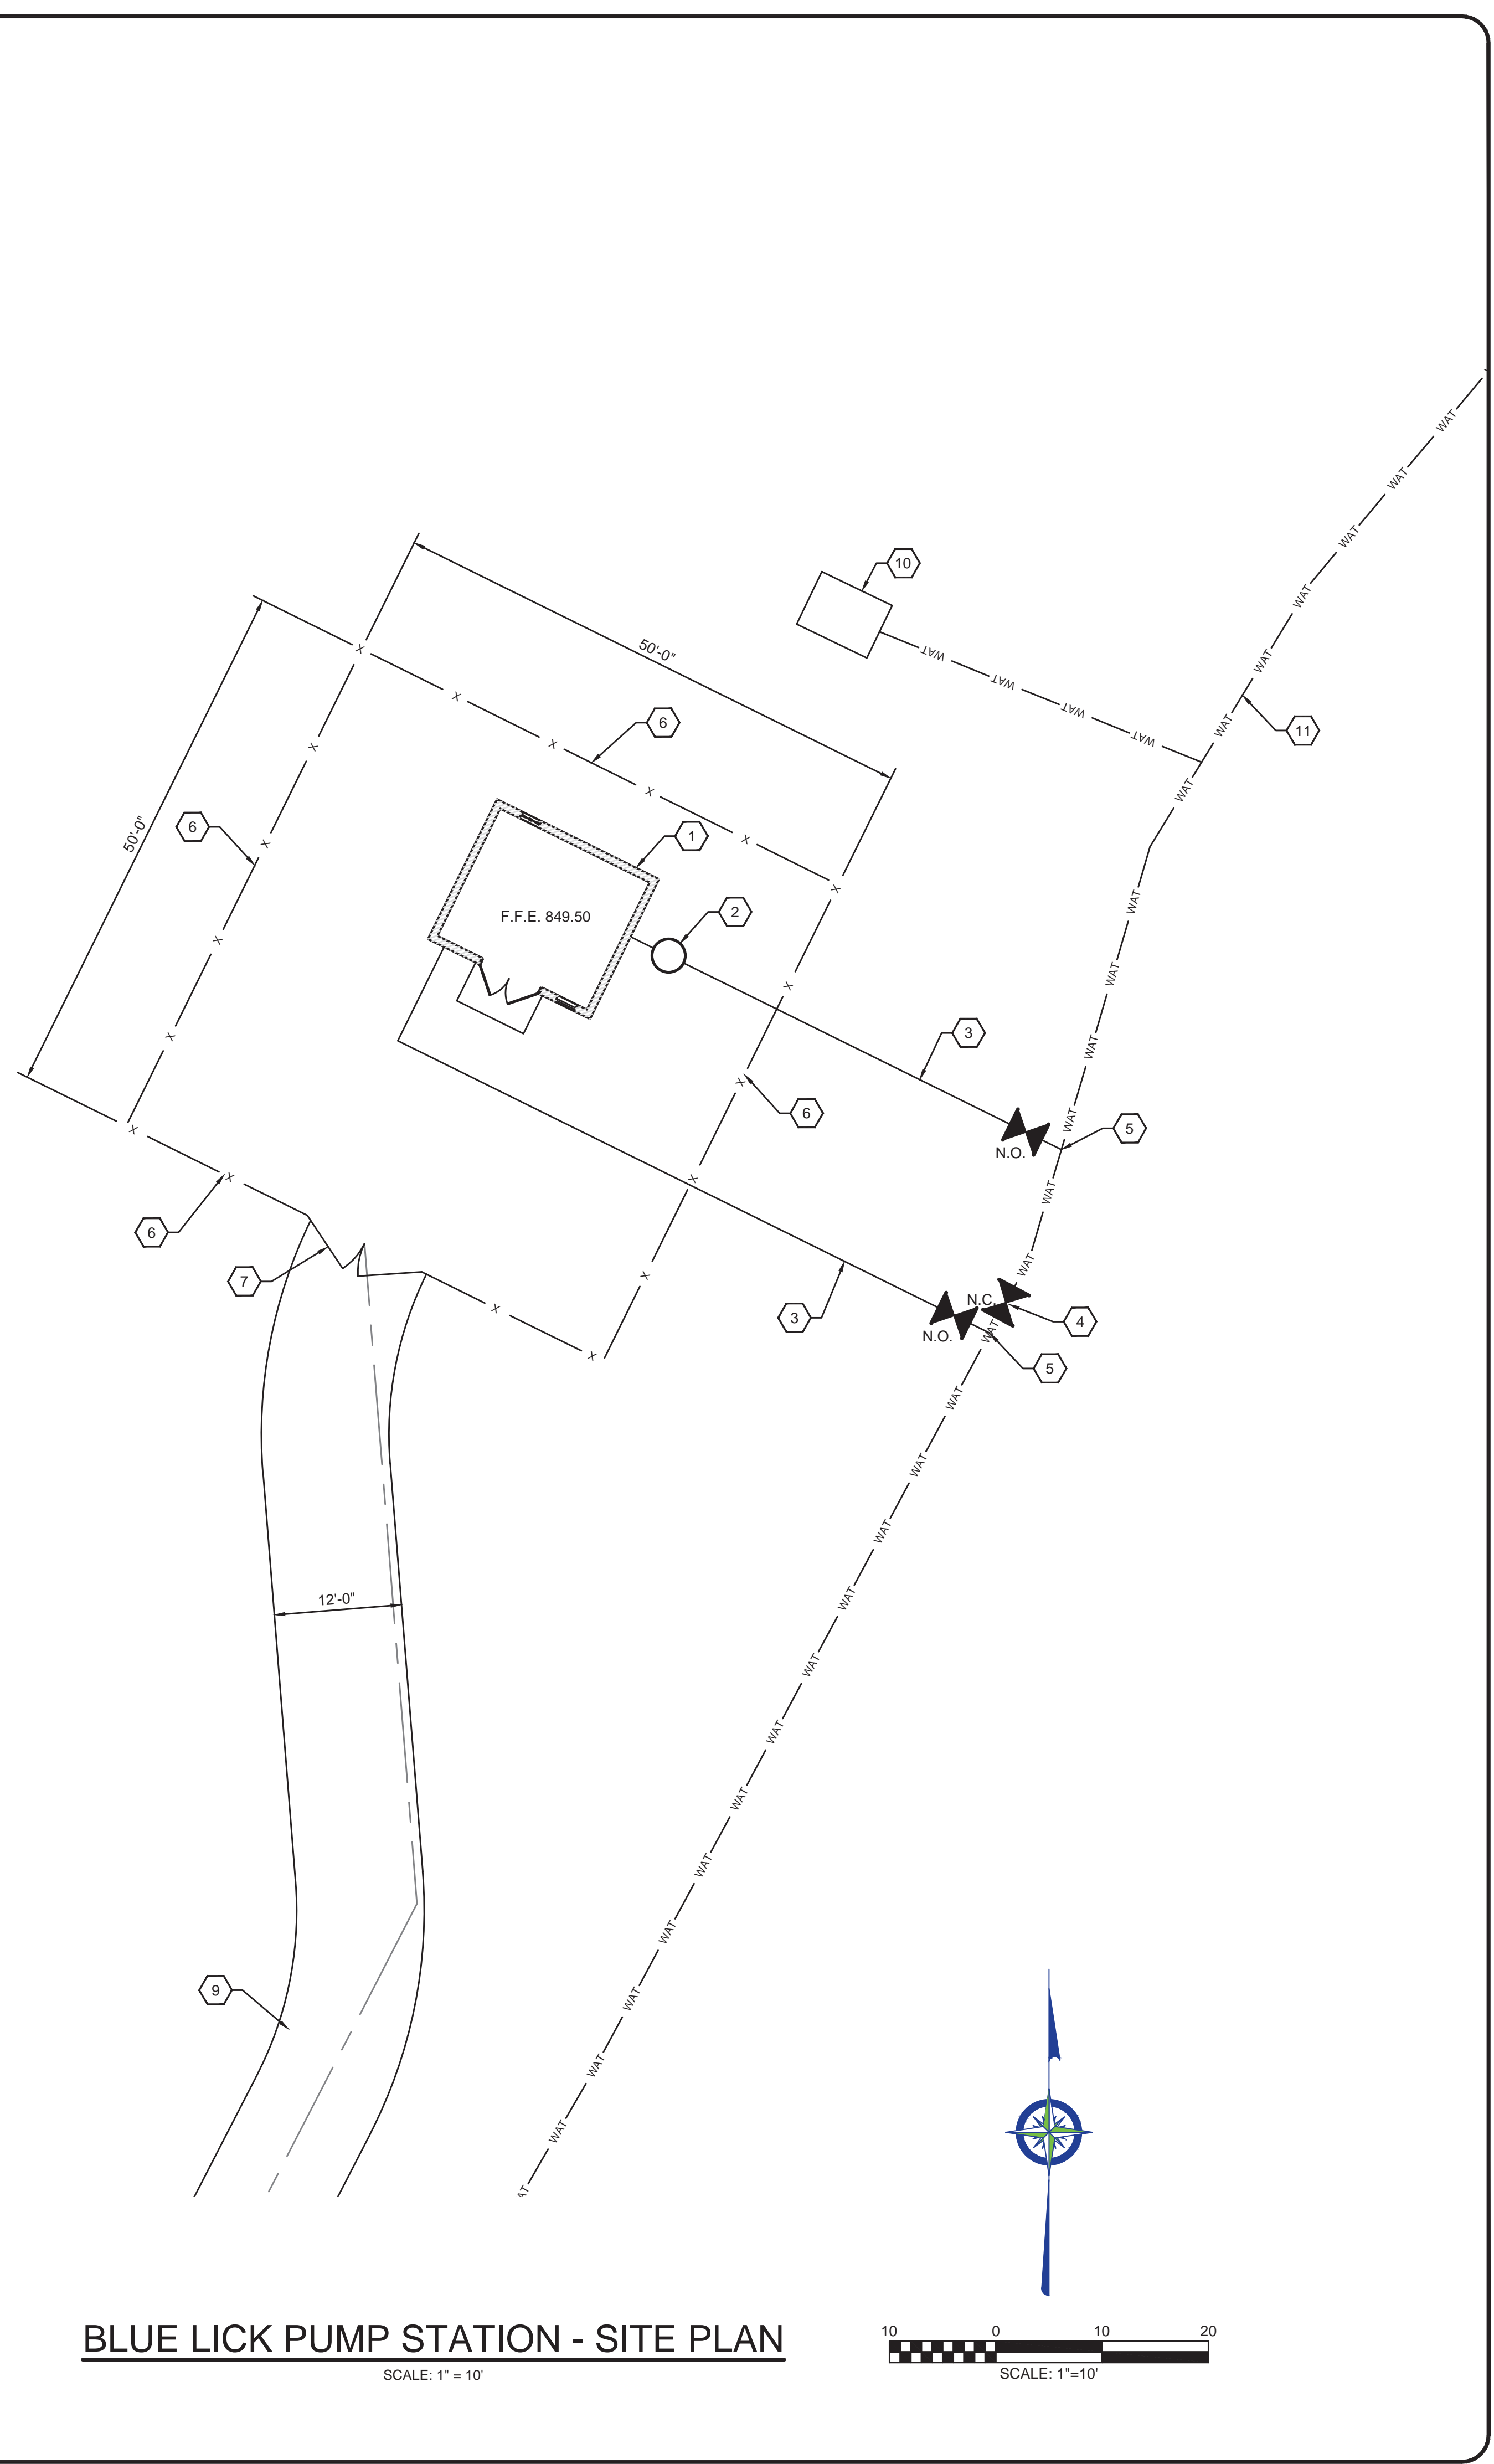 WAT
WAT
WAT
WAT
10
50'-0"
WAT
WAT
WAT
WAT
WAT
X
X
6
X
11
WAT
X
X
WAT
50'-0"
6
1
X
X
X
WAT
2
F.F.E. 849.50
X
WAT
X
3
X
WAT
X
6
WAT
5
X
N.O.
X
X
WAT
6
7
WAT
X
X
N.C.
3
4
N.O.
WAT
X
5
WAT
WAT
WAT
12'-0"
WAT
WAT
WAT
WAT
WAT
WAT
9
WAT
WAT
WAT
BLUE LICK PUMP STATION - SITE PLAN
SCALE: 1" = 10'
10 0 10 20
SCALE: 1"=10'